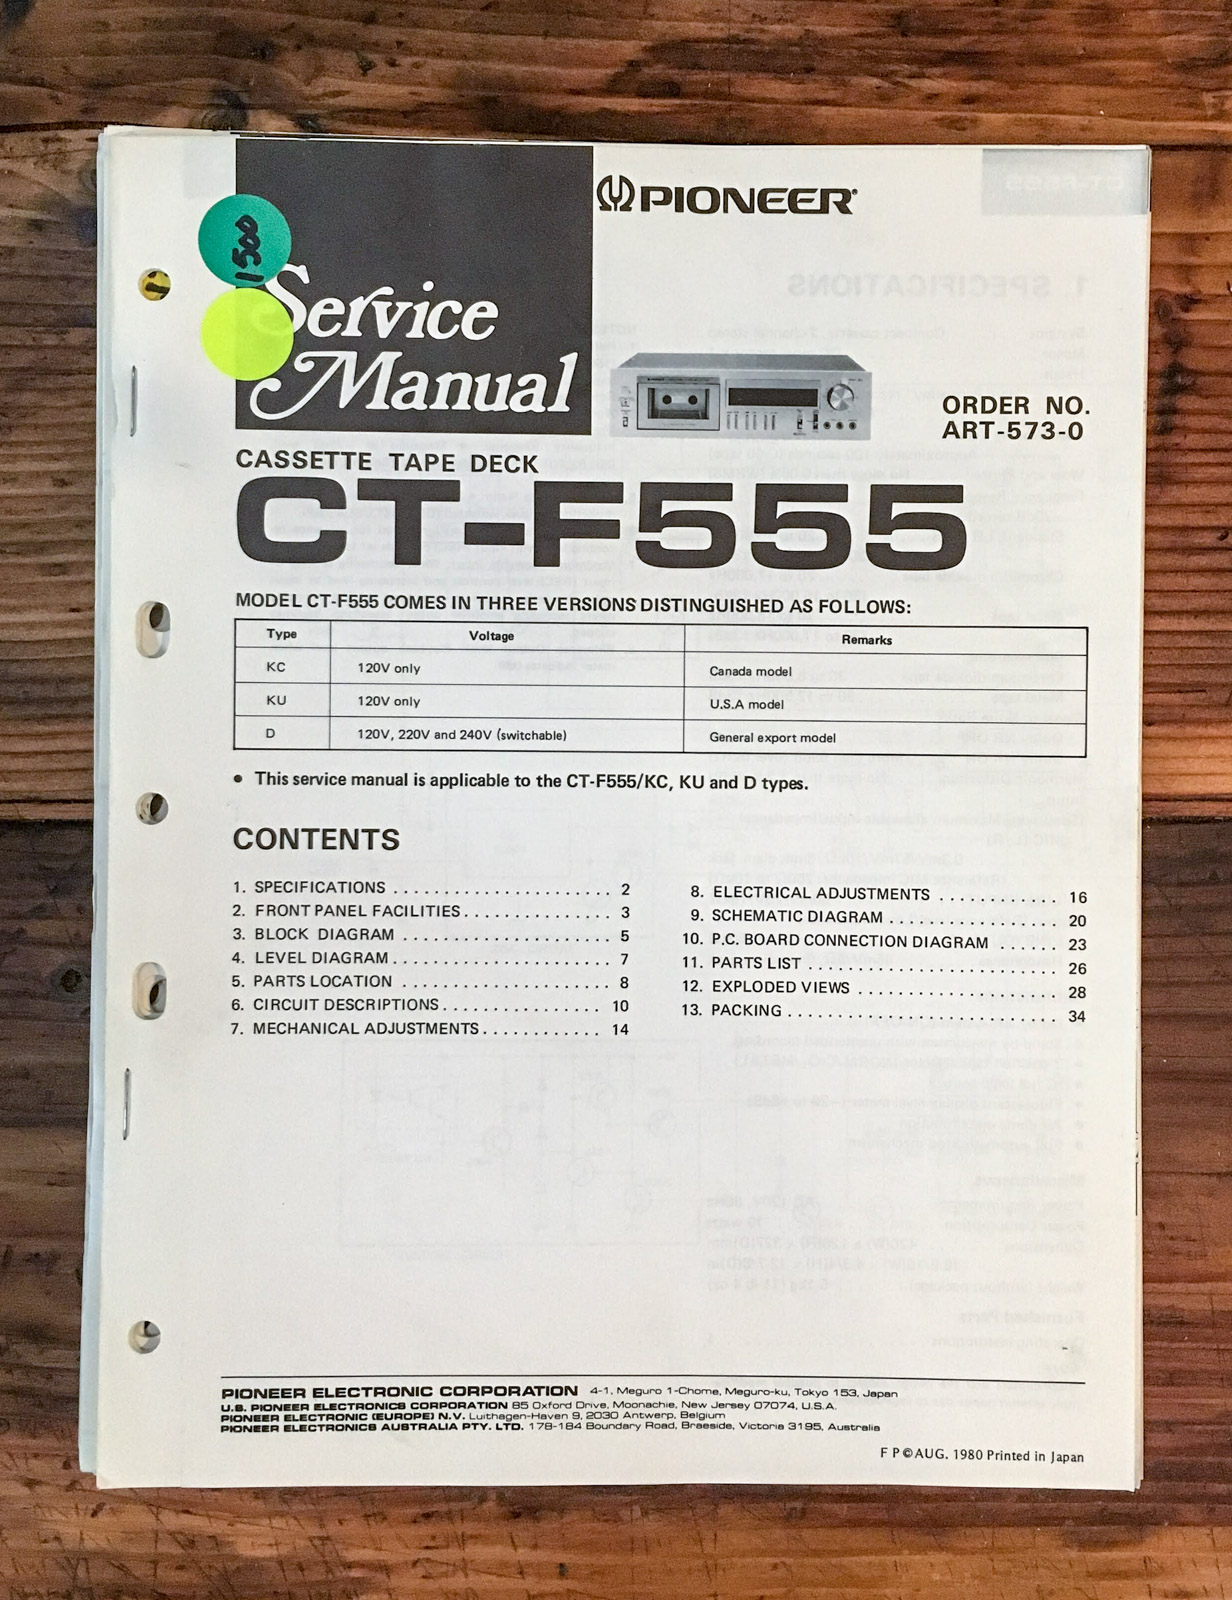 PIONEER
1500
Service
Manual
ORDER NO.
ART-573-0
CASSETTE TAPE DECK
CT-F555
MODEL CT-F555 COMES IN THREE VERSIONS DISTINGUISHED AS FOLLOWS:
Type Voltage Remarks
KC 120V only Canada model
KU 120V only U.S.A model
D 120V, 220V and 240V (switchable) General export model
• This service manual is applicable to the CT-F555/KC, KU and D types.
CONTENTS
1. SPECIFICATIONS . . . . . . . . . . . . . . . . . . . . . . 2
2. FRONT PANEL FACILITIES. . . . . . . . . . . . . . . 3
3. BLOCK DIAGRAM . . . . . . . . . . . . . . . . . . . . . 5
4. LEVEL DIAGRAM . . . . . . . . . . . . . . . . . . . . . . 7
5. PARTS LOCATION . . . . . . . . . . . . . . . . . . . . . 8
6. CIRCUIT DESCRIPTIONS . . . . . . . . . . . . . . . . 10
7. MECHANICAL ADJUSTMENTS . . . . . . . . . . . . 14
8. ELECTRICAL ADJUSTMENTS . . . . . . . . . . . . 16
9. SCHEMATIC DIAGRAM . . . . . . . . . . . . . . . . . 20
10. P.C. BOARD CONNECTION DIAGRAM . . . . . . 23
11. PARTS LIST . . . . . . . . . . . . . . . . . . . . . . . . . 26
12. EXPLODED VIEWS . . . . . . . . . . . . . . . . . . . . 28
13. PACKING . . . . . . . . . . . . . . . . . . . . . . . . . . . 34
PIONEER ELECTRONIC CORPORATION 4-1, Meguro 1-Chome, Meguro-ku, Tokyo 153, Japan
U.S. PIONEER ELECTRONICS CORPORATION 85 Oxford Drive, Moonachie, New Jersey 07074, U.S.A.
PIONEER ELECTRONIC (EUROPE) N.V. Luithagen-Haven 9, 2030 Antwerp, Belgium
PIONEER ELECTRONICS AUSTRALIA PTY. LTD. 178-184 Boundary Road, Braeside, Victoria 3195, Australia
F P © AUG. 1980 Printed in Japan